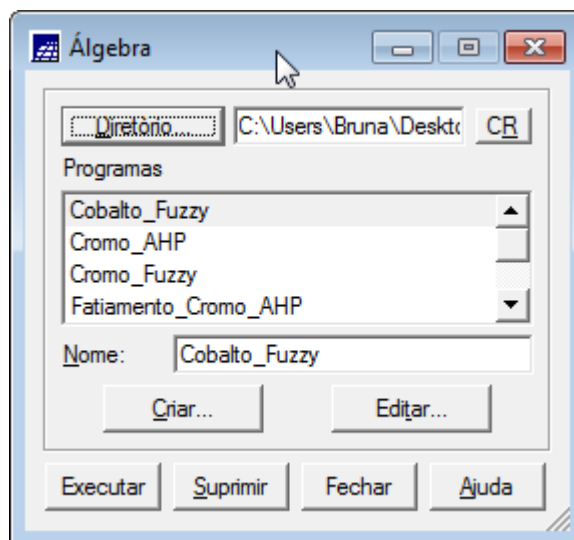 Álgebra
Diretório... C:\Users\Bruna\Deskto CR
Programas
Cobalto_Fuzzy
Cromo_AHP
Cromo_Fuzzy
Fatiamento_Cromo_AHP
Nome: Cobalto_Fuzzy
Criar... Editar...
Executar Suprimir Fechar Ajuda